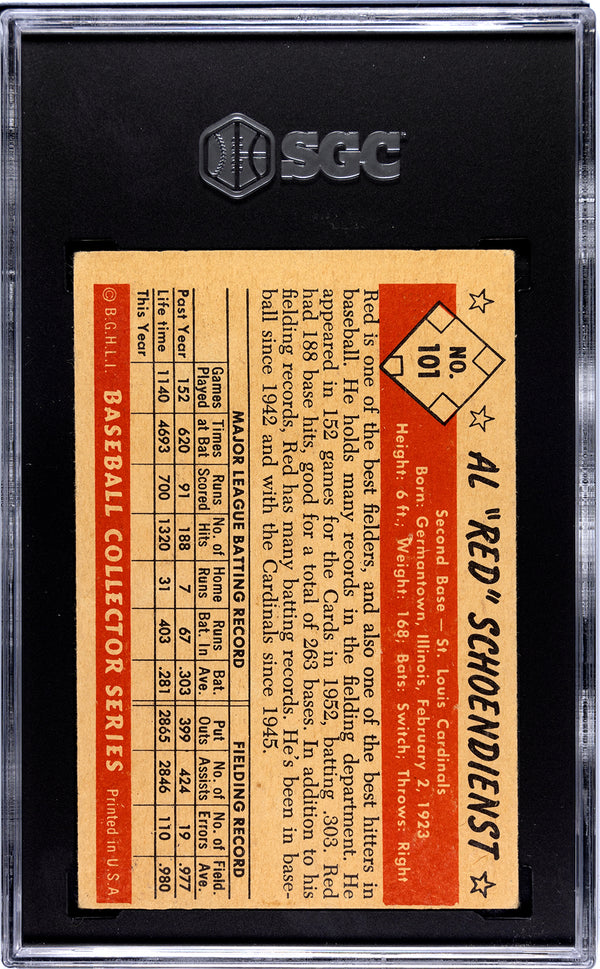 SGC
NO.
101
AL "RED" SCHOENDIENST
Second Base — St. Louis Cardinals
Born: Germantown, Illinois, February 2, 1923
Height: 6 ft., Weight: 168; Bats: Switch; Throws: Right
Red is one of the best fielders, and also one of the best hitters in
baseball. He holds many records in the fielding department. He
appeared in 152 games for the Cards in 1952, batting .303. Red
had 188 base hits, good for a total of 263 bases. In addition to his
fielding records, Red has many batting records. He's been in base-
ball since 1942 and with the Cardinals since 1945.
MAJOR LEAGUE BATTING RECORD FIELDING RECORD
Games Times Runs No. of Home Runs Bat. Put No. of No. of Field.
Played at Bat Scored Hits Runs Bat. In Ave. Outs Assists Errors Ave.
Past Year 152 620 91 188 7 67 .303 399 424 19 .977
Life time 1140 4693 700 1320 31 403 .281 2865 2846 110 .980
This Year
© B.G.H.L.I. BASEBALL COLLECTOR SERIES Printed in U.S.A